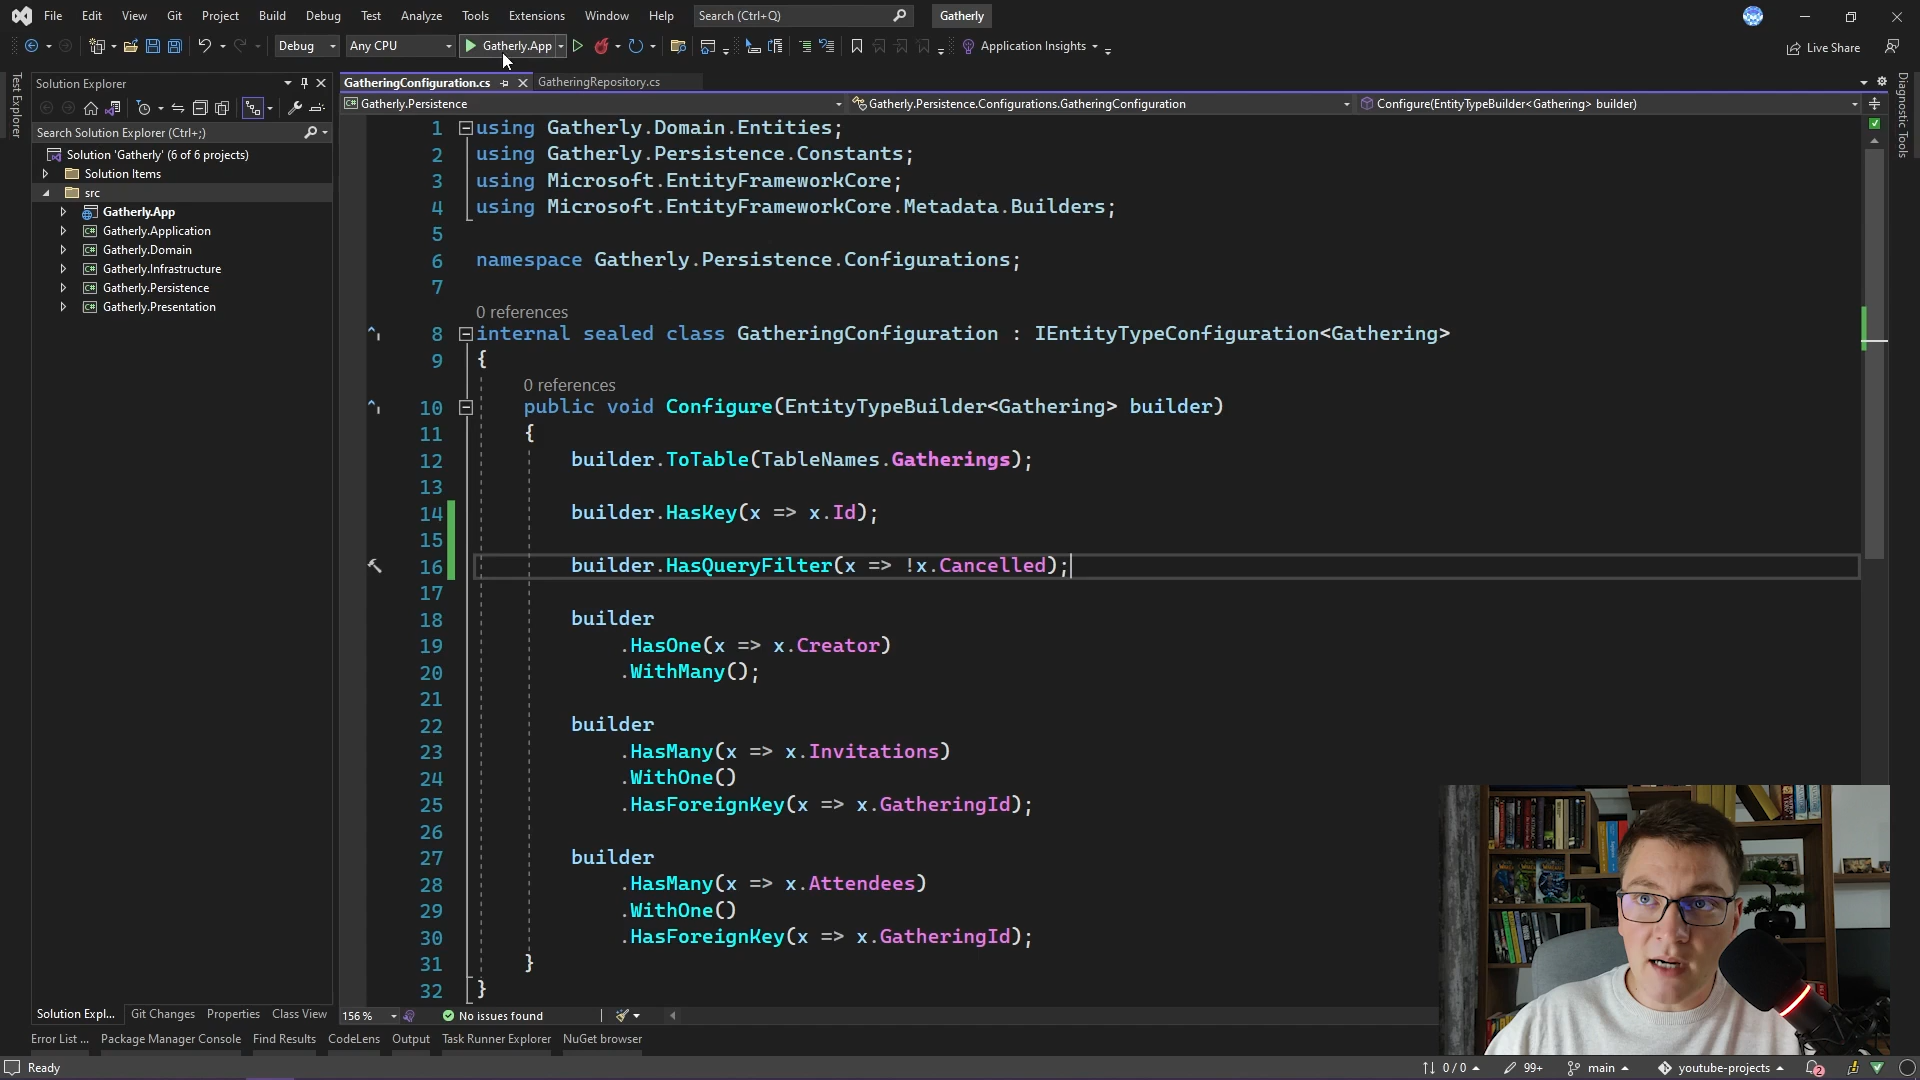 File Edit View Git Project Build Debug Test Analyze Tools Extensions Window Help Search (Ctrl+Q) Gatherly
Debug Any CPU Gatherly.App Application Insights Live Share
Test Explorer
Solution Explorer
Search Solution Explorer (Ctrl+;)
Solution 'Gatherly' (6 of 6 projects)
Solution Items
src
Gatherly.App
Gatherly.Application
Gatherly.Domain
Gatherly.Infrastructure
Gatherly.Persistence
Gatherly.Presentation
GatheringConfiguration.cs GatheringRepository.cs
Gatherly.Persistence Gatherly.Persistence.Configurations.GatheringConfiguration Configure(EntityTypeBuilder<Gathering> builder)
Diagnostic Tools
1 using Gatherly.Domain.Entities;
2 using Gatherly.Persistence.Constants;
3 using Microsoft.EntityFrameworkCore;
4 using Microsoft.EntityFrameworkCore.Metadata.Builders;
5
6 namespace Gatherly.Persistence.Configurations;
7
0 references
8 internal sealed class GatheringConfiguration : IEntityTypeConfiguration<Gathering>
9 {
0 references
10 public void Configure(EntityTypeBuilder<Gathering> builder)
11 {
12 builder.ToTable(TableNames.Gatherings);
13
14 builder.HasKey(x => x.Id);
15
16 builder.HasQueryFilter(x => !x.Cancelled);
17
18 builder
19 .HasOne(x => x.Creator)
20 .WithMany();
21
22 builder
23 .HasMany(x => x.Invitations)
24 .WithOne()
25 .HasForeignKey(x => x.GatheringId);
26
27 builder
28 .HasMany(x => x.Attendees)
29 .WithOne()
30 .HasForeignKey(x => x.GatheringId);
31 }
32 }
Solution Expl... Git Changes Properties Class View
156 % No issues found
Error List ... Package Manager Console Find Results CodeLens Output Task Runner Explorer NuGet browser
Ready 0 / 0 99+ main youtube-projects 2